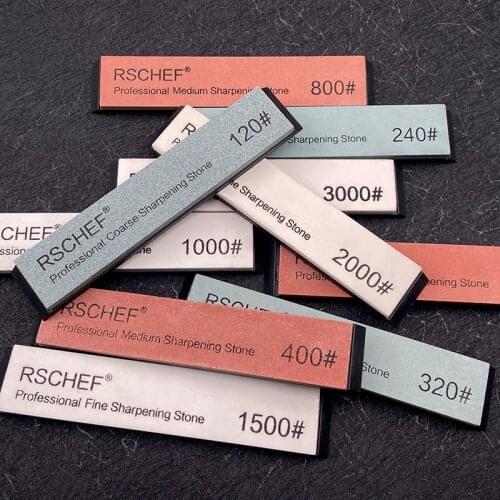 RSCHEF®
Professional Medium Sharpening Stone
800#
Sharpening Stone
240#
120#
RSCHEF®
Professional Coarse Sharpening Stone
3000#
1000#
Fine Sharpening Stone
2000#
Sharpening Stone
RSCHEF®
Professional Medium Sharpening Stone
400#
320#
RSCHEF®
Professional Fine Sharpening Stone
1500#